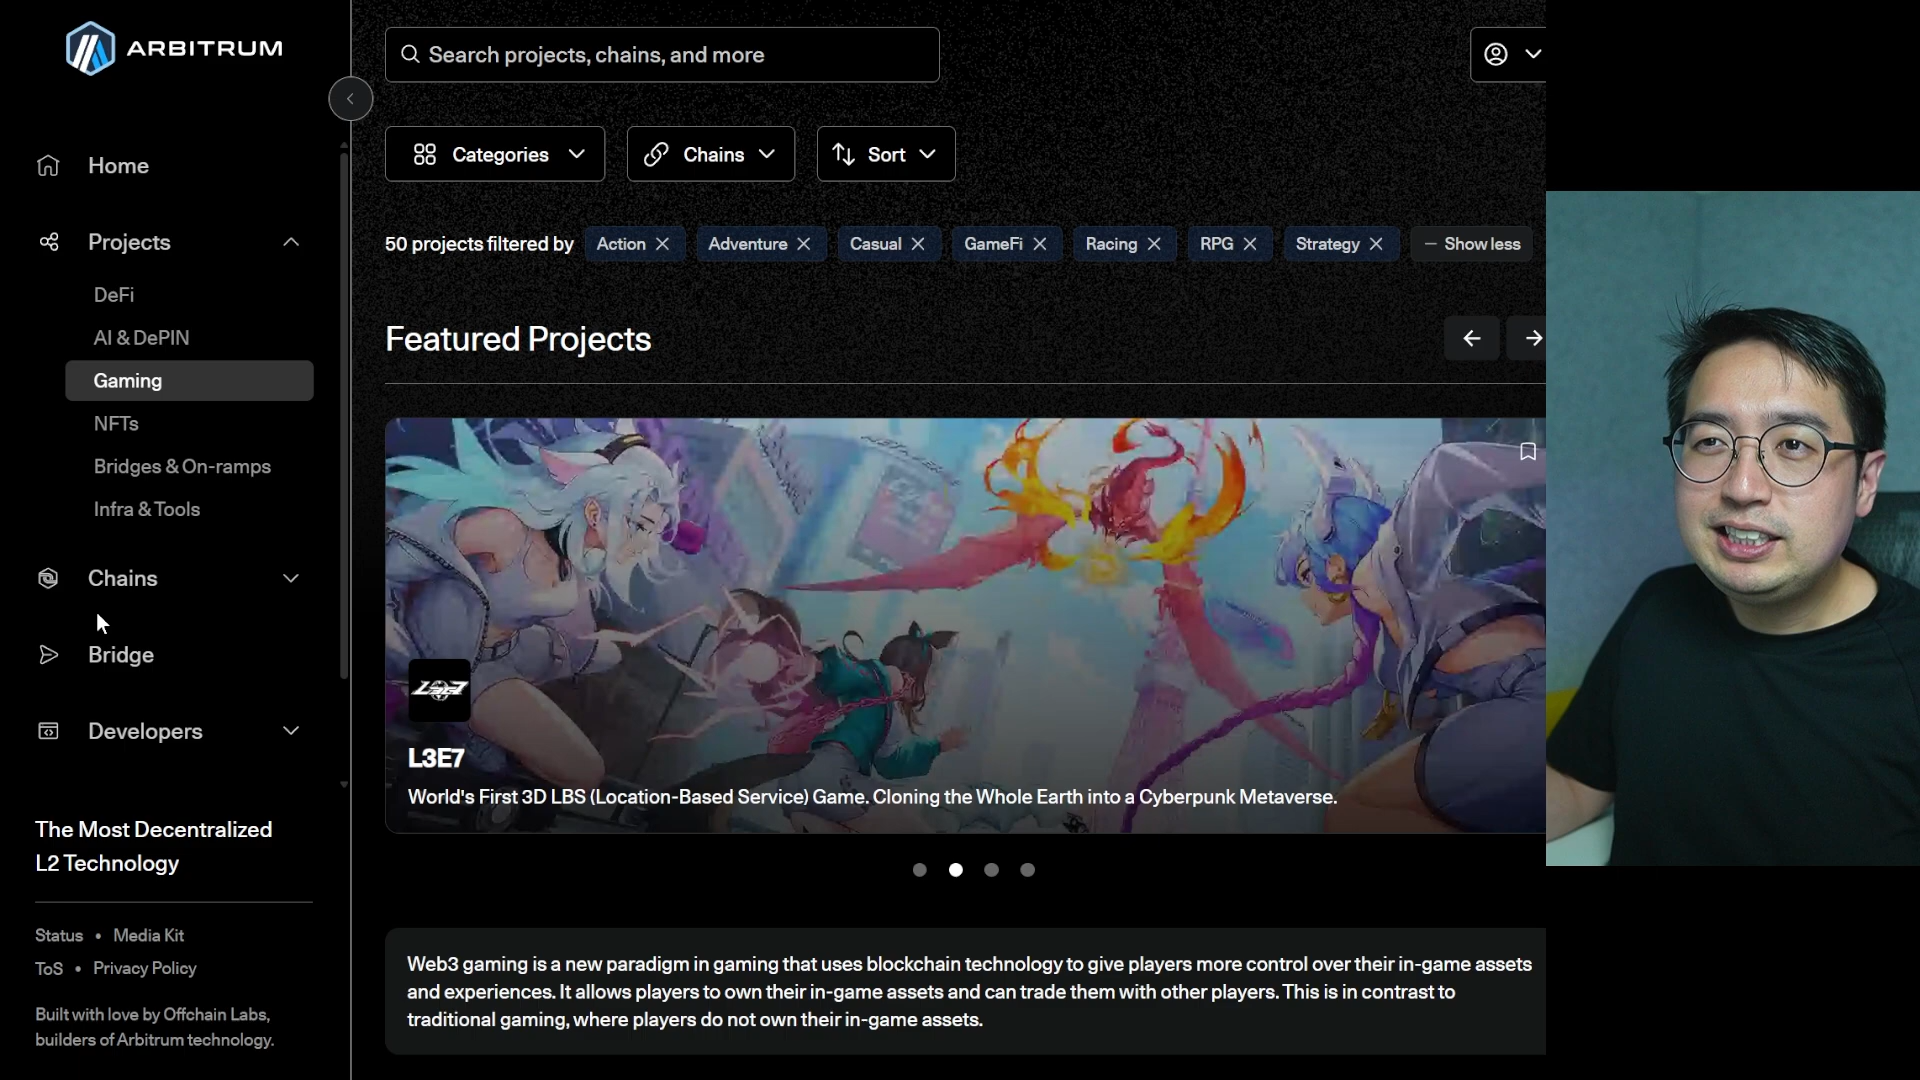 ARBITRUM
Search projects, chains, and more
Home
Projects
DeFi
AI & DePIN
Gaming
NFTs
Bridges & On-ramps
Infra & Tools
Chains
Bridge
Developers
The Most Decentralized
L2 Technology
Status • Media Kit
ToS • Privacy Policy
Built with love by Offchain Labs,
builders of Arbitrum technology.
Categories Chains Sort
50 projects filtered by Action Adventure Casual GameFi Racing RPG Strategy Show less
Featured Projects
L3E7
L3E7
World's First 3D LBS (Location-Based Service) Game. Cloning the Whole Earth into a Cyberpunk Metaverse.
Web3 gaming is a new paradigm in gaming that uses blockchain technology to give players more control over their in-game assets
and experiences. It allows players to own their in-game assets and can trade them with other players. This is in contrast to
traditional gaming, where players do not own their in-game assets.